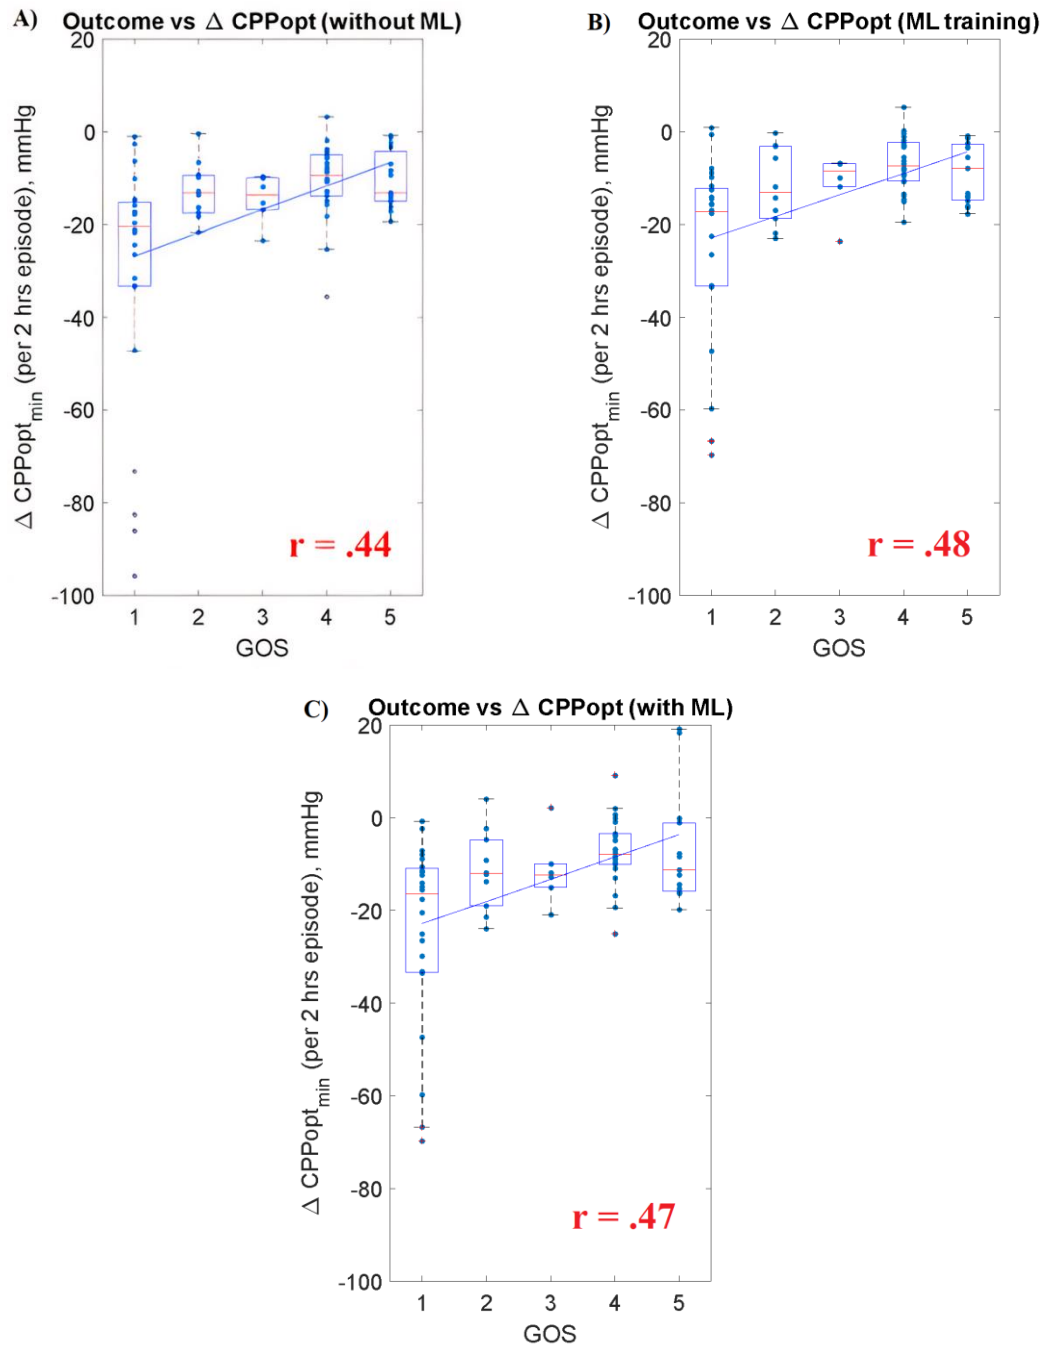 A) Outcome vs Δ CPPopt (without ML)
20
0
-20
-40
-60
-80
-100
Δ CPPopt_min (per 2 hrs episode), mmHg
r = .44
1 2 3 4 5
GOS
B) Outcome vs Δ CPPopt (ML training)
20
0
-20
-40
-60
-80
-100
Δ CPPopt_min (per 2 hrs episode), mmHg
r = .48
1 2 3 4 5
GOS
C) Outcome vs Δ CPPopt (with ML)
20
0
-20
-40
-60
-80
-100
Δ CPPopt_min (per 2 hrs episode), mmHg
r = .47
1 2 3 4 5
GOS